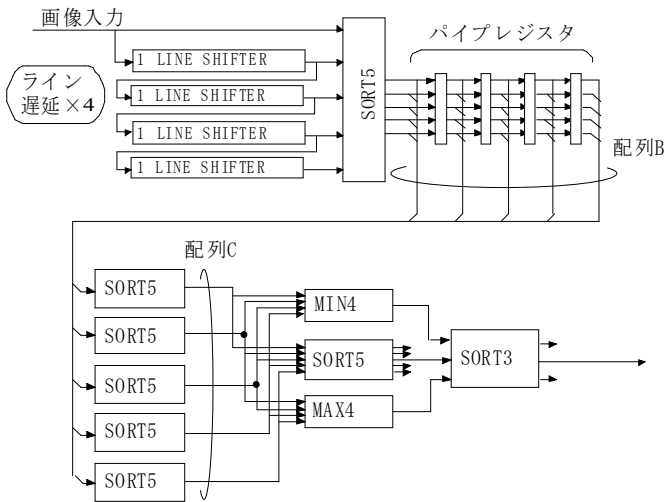 画像入力
1 LINE SHIFTER
1 LINE SHIFTER
1 LINE SHIFTER
1 LINE SHIFTER
ライン
遅延×4
SORT5
パイプレジスタ
配列B
配列C
SORT5
SORT5
SORT5
SORT5
SORT5
MIN4
SORT5
MAX4
SORT3